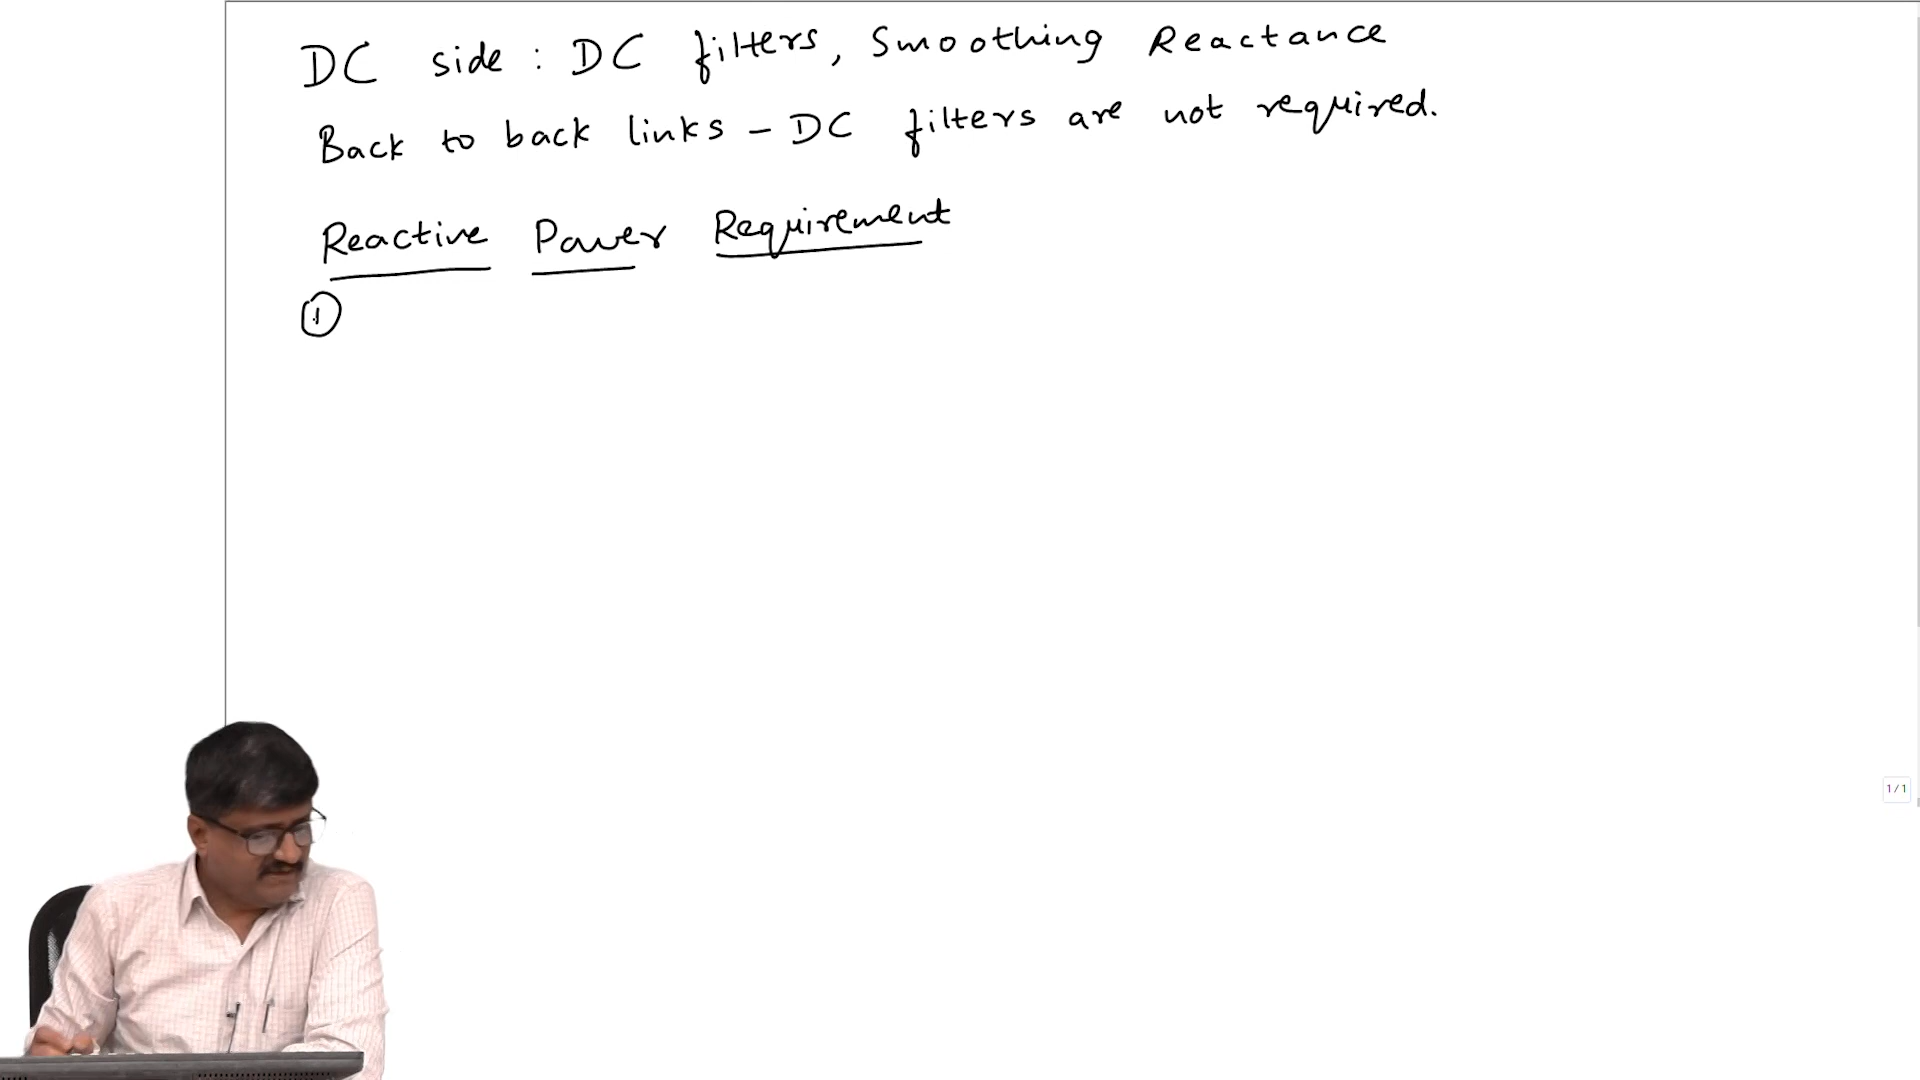 DC side : DC filters, Smoothing Reactance
Back to back links - DC filters are not required.
Reactive Power Requirement
1
1/1